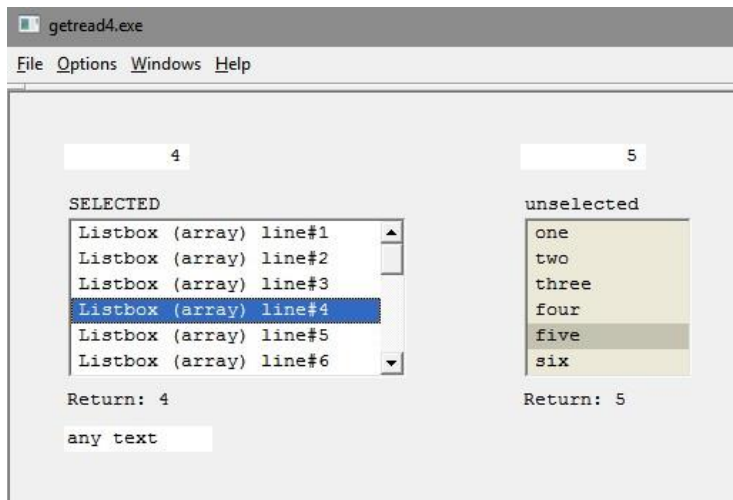 getread4.exe
File Options Windows Help
4
5
SELECTED
unselected
Listbox (array) line#1
Listbox (array) line#2
Listbox (array) line#3
Listbox (array) line#4
Listbox (array) line#5
Listbox (array) line#6
one
two
three
four
five
six
Return: 4
Return: 5
any text